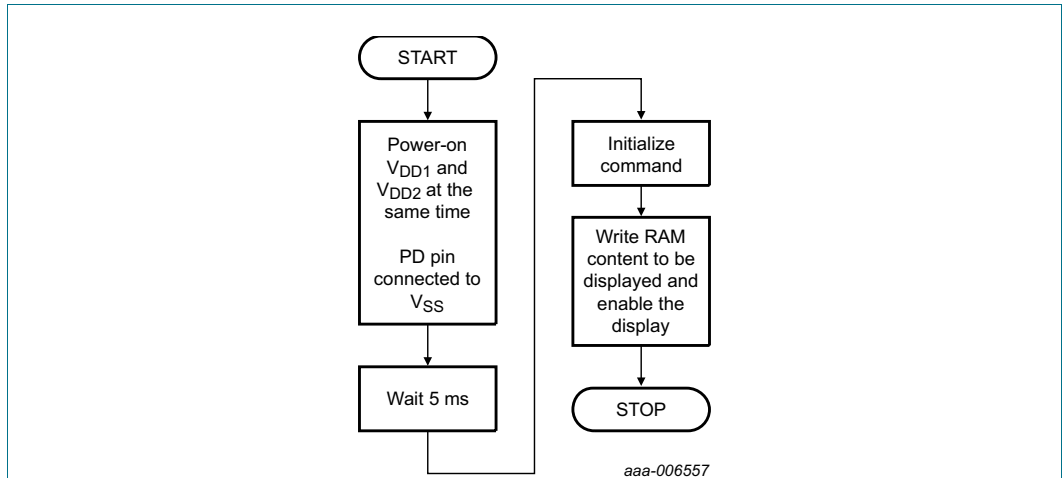 START
Power-on
VDD1 and
VDD2 at the
same time
PD pin
connected to
VSS
Wait 5 ms
Initialize
command
Write RAM
content to be
displayed and
enable the
display
STOP
aaa-006557